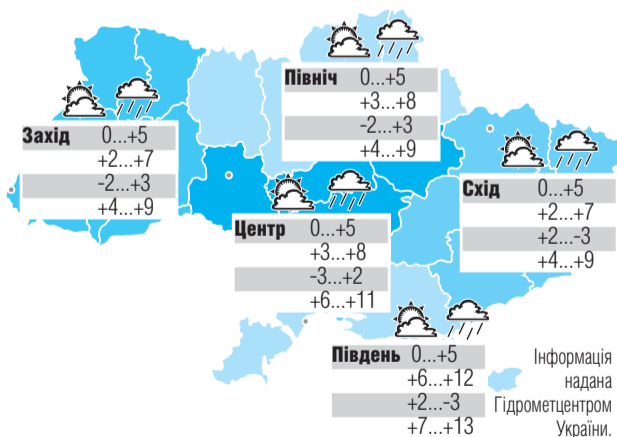 Північ 0...+5
+3...+8
-2...+3
+4...+9
Захід 0...+5
+2...+7
-2...+3
+4...+9
Схід 0...+5
+2...+7
+2...-3
+4...+9
Центр 0...+5
+3...+8
-3...+2
+6...+11
Південь 0...+5
+6...+12
+2...-3
+7...+13
Інформація
надана
Гідрометцентром
України.